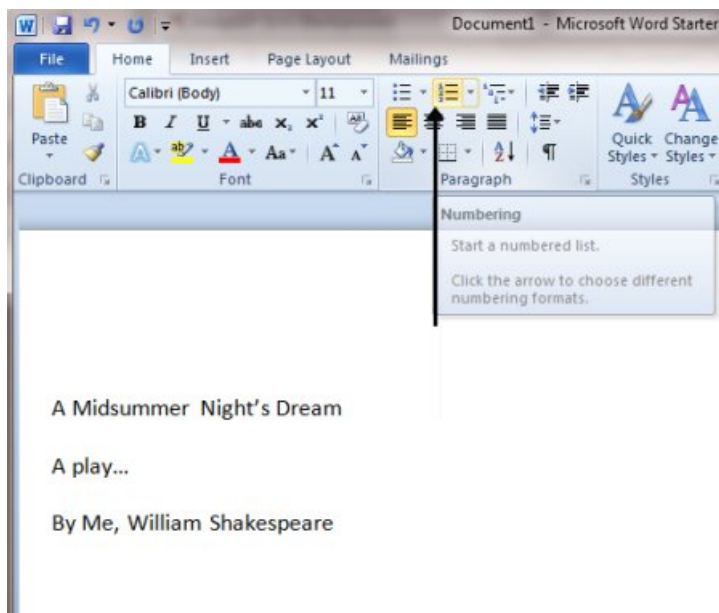 W Document1 - Microsoft Word Starter
File Home Insert Page Layout Mailings
Paste
Clipboard
Calibri (Body) 11
B I U abe x₂ x²
A ab A Aa A A
Font
A Z ¶
Paragraph
A A
Quick Change
Styles Styles
Styles
Numbering
Start a numbered list.
Click the arrow to choose different
numbering formats.
A Midsummer Night's Dream
A play...
By Me, William Shakespeare